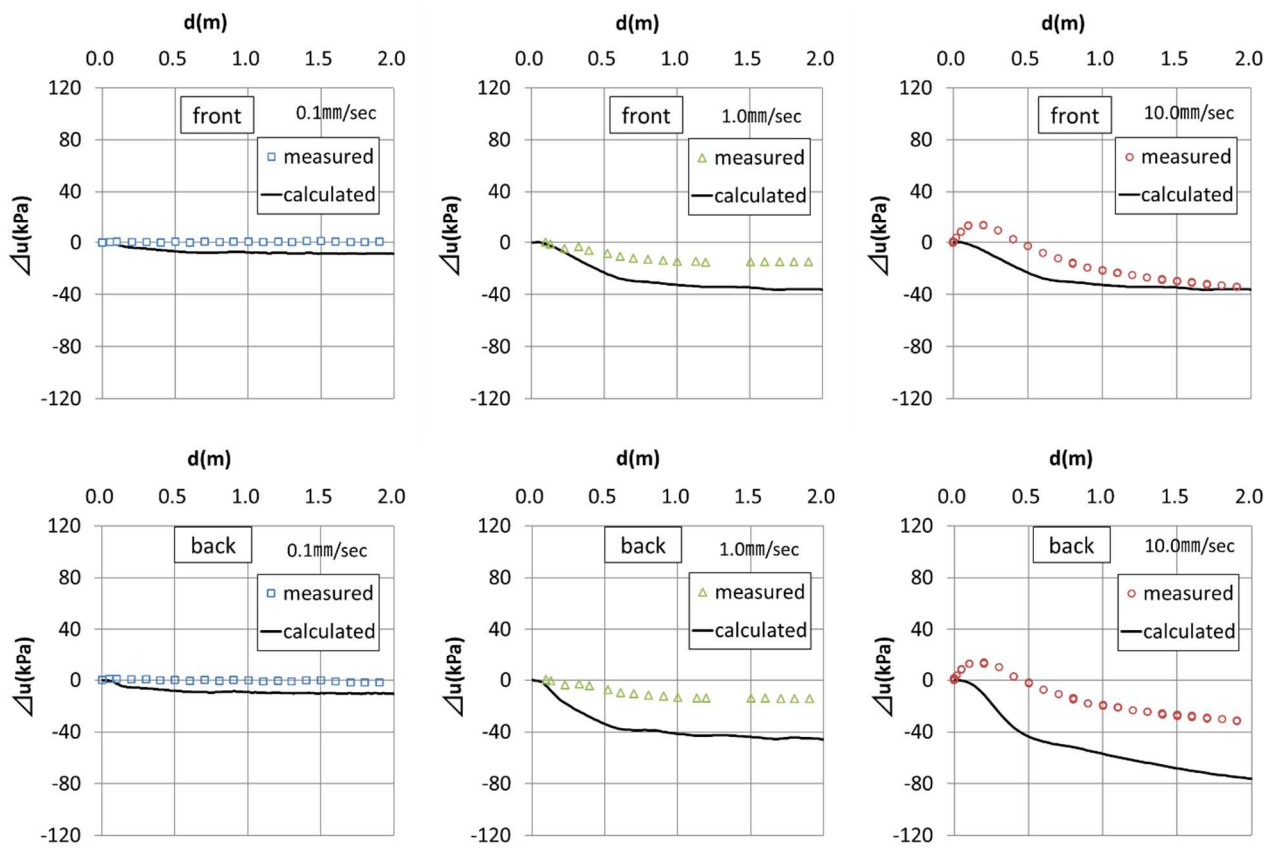 d(m) d(m) d(m)
0.0 0.5 1.0 1.5 2.0 0.0 0.5 1.0 1.5 2.0 0.0 0.5 1.0 1.5 2.0
120 front 0.1㎜/sec 120 front 1.0㎜/sec 120 front 10.0㎜/sec
80 measured 80 measured 80 measured
40 calculated 40 calculated 40 calculated
⊿u(kPa) ⊿u(kPa) ⊿u(kPa)
0 0 0
-40 -40 -40
-80 -80 -80
-120 -120 -120
d(m) d(m) d(m)
0.0 0.5 1.0 1.5 2.0 0.0 0.5 1.0 1.5 2.0 0.0 0.5 1.0 1.5 2.0
120 back 0.1㎜/sec 120 back 1.0㎜/sec 120 back 10.0㎜/sec
80 measured 80 measured 80 measured
40 calculated 40 calculated 40 calculated
⊿u(kPa) ⊿u(kPa) ⊿u(kPa)
0 0 0
-40 -40 -40
-80 -80 -80
-120 -120 -120